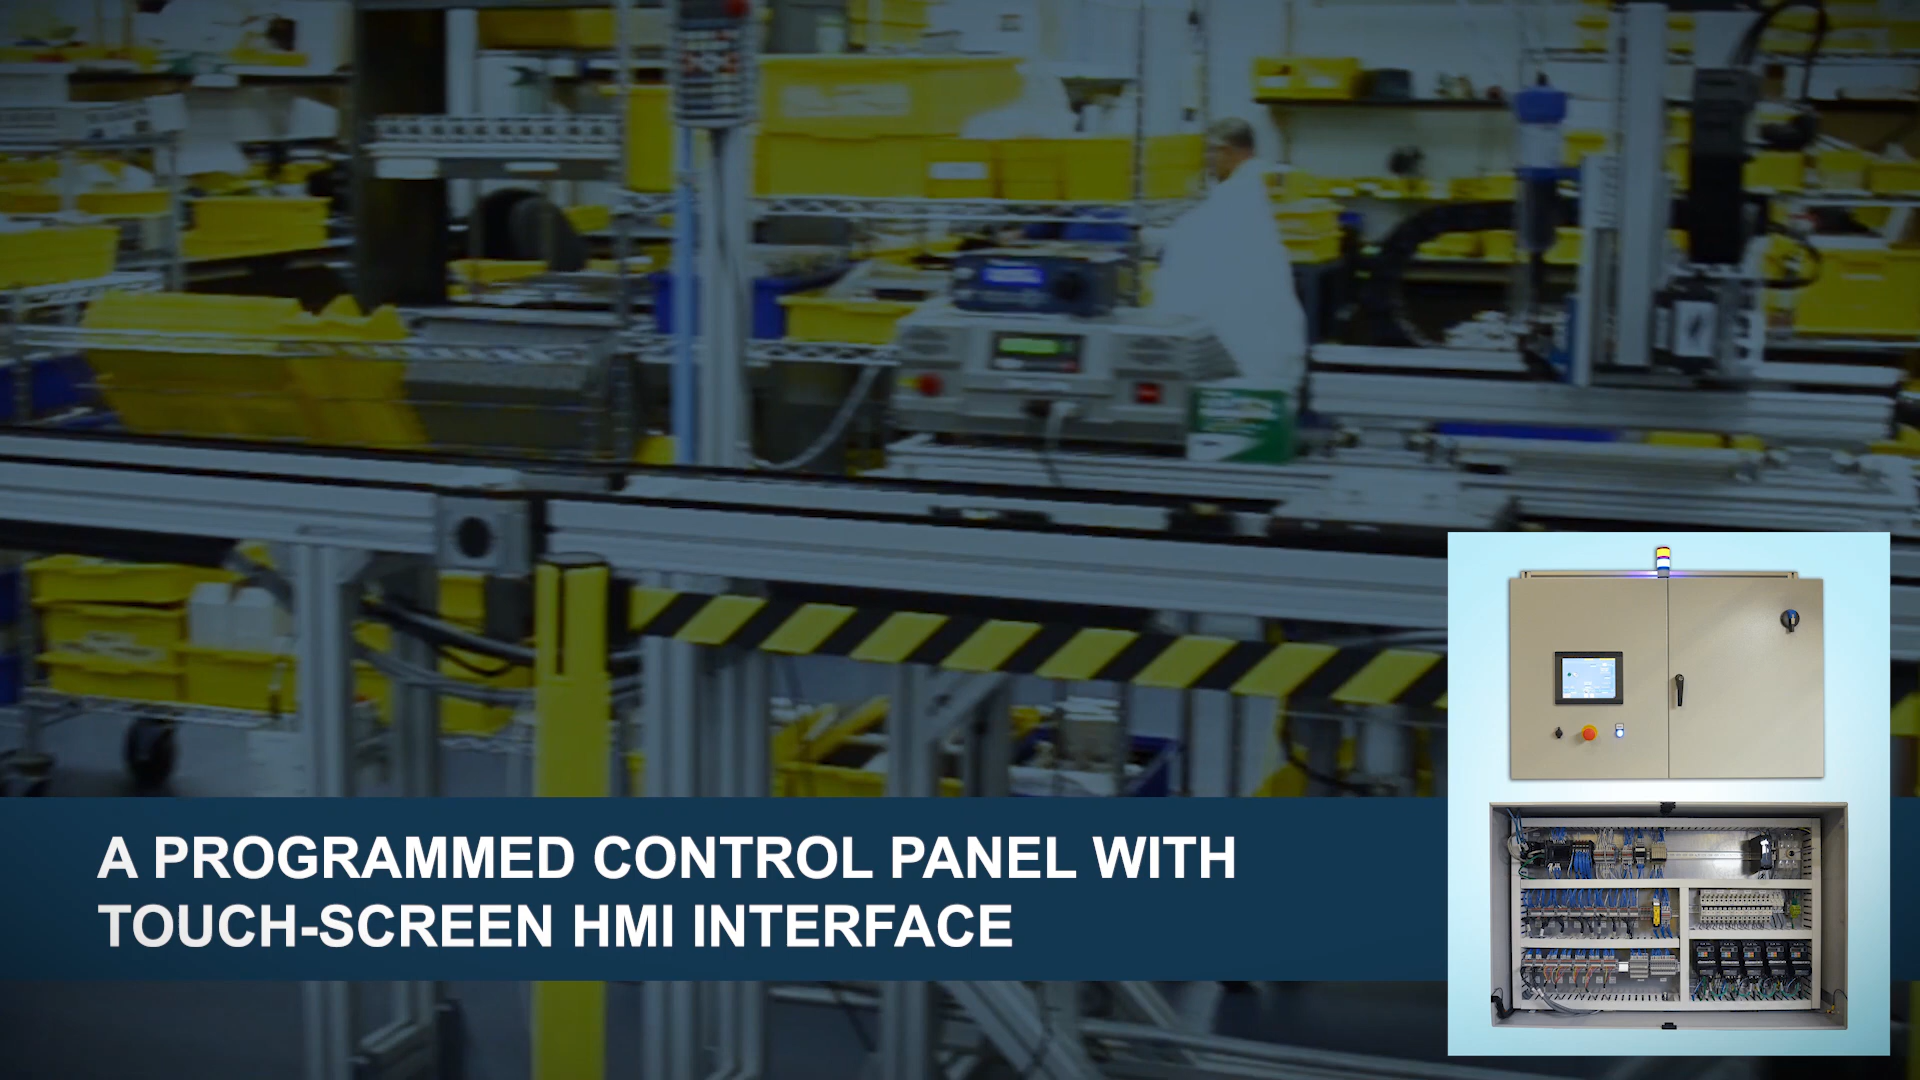 A PROGRAMMED CONTROL PANEL WITH
TOUCH-SCREEN HMI INTERFACE